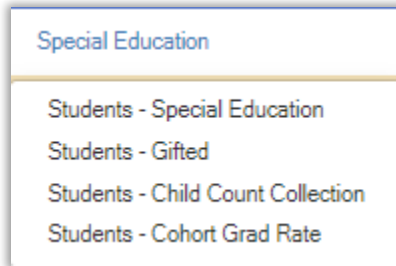 Special Education
Students - Special Education
Students - Gifted
Students - Child Count Collection
Students - Cohort Grad Rate